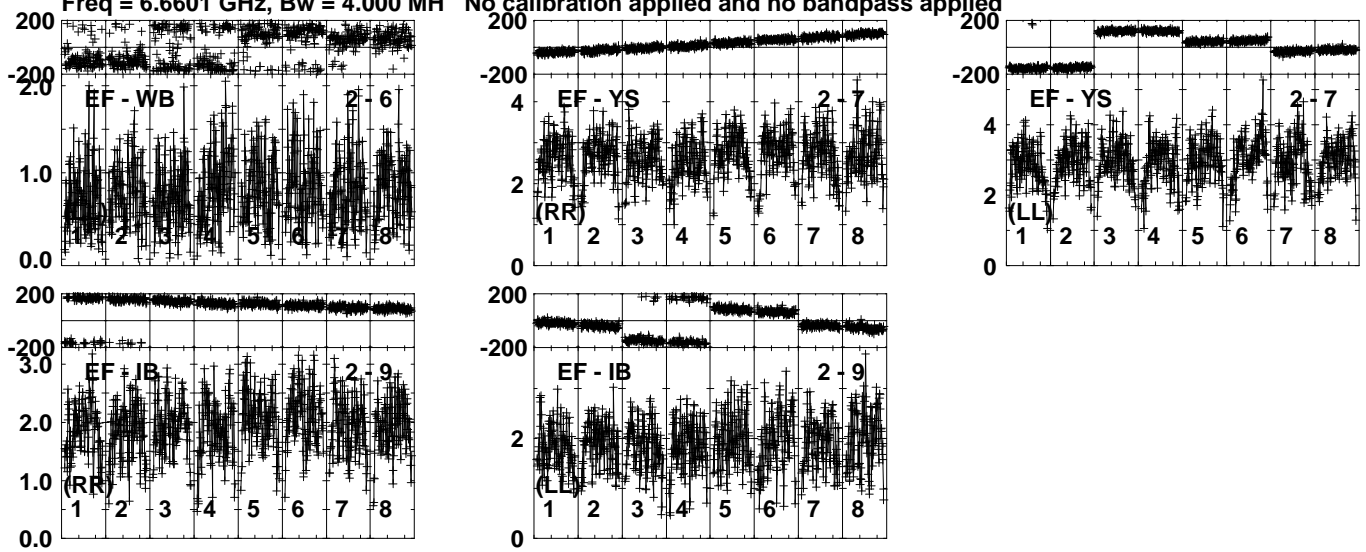 Freq = 6.6601 GHz, Bw = 4.000 MH   No calibration applied and no bandpass applied
200
-200
2.0
1.0
0.0
EF - WB 2 - 6
1 2 3 4 5 6 7 8
200
-200
4
2
0
EF - YS 2 - 7
(RR)
1 2 3 4 5 6 7 8
200
-200
4
2
0
EF - YS 2 - 7
(LL)
1 2 3 4 5 6 7 8
200
-200
3.0
2.0
1.0
0.0
EF - IB 2 - 9
(RR)
1 2 3 4 5 6 7 8
200
-200
2
0
EF - IB 2 - 9
(LL)
1 2 3 4 5 6 7 8